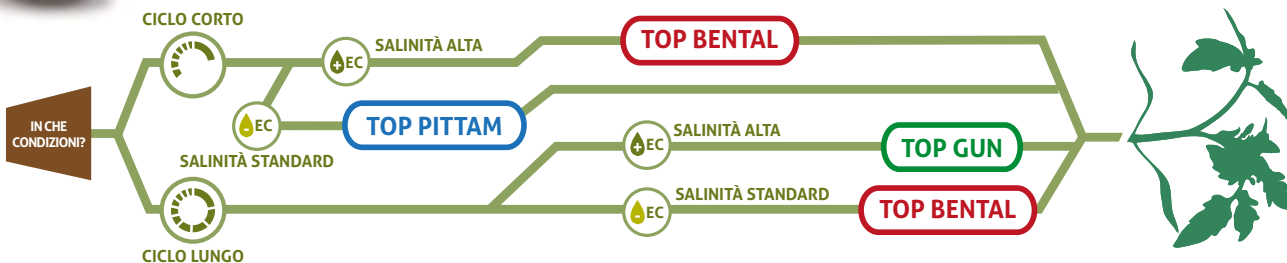 CICLO CORTO
+ EC
SALINITÀ ALTA
TOP BENTAL
IN CHE
CONDIZIONI?
- EC
SALINITÀ STANDARD
TOP PITTAM
+ EC
SALINITÀ ALTA
TOP GUN
CICLO LUNGO
- EC
SALINITÀ STANDARD
TOP BENTAL